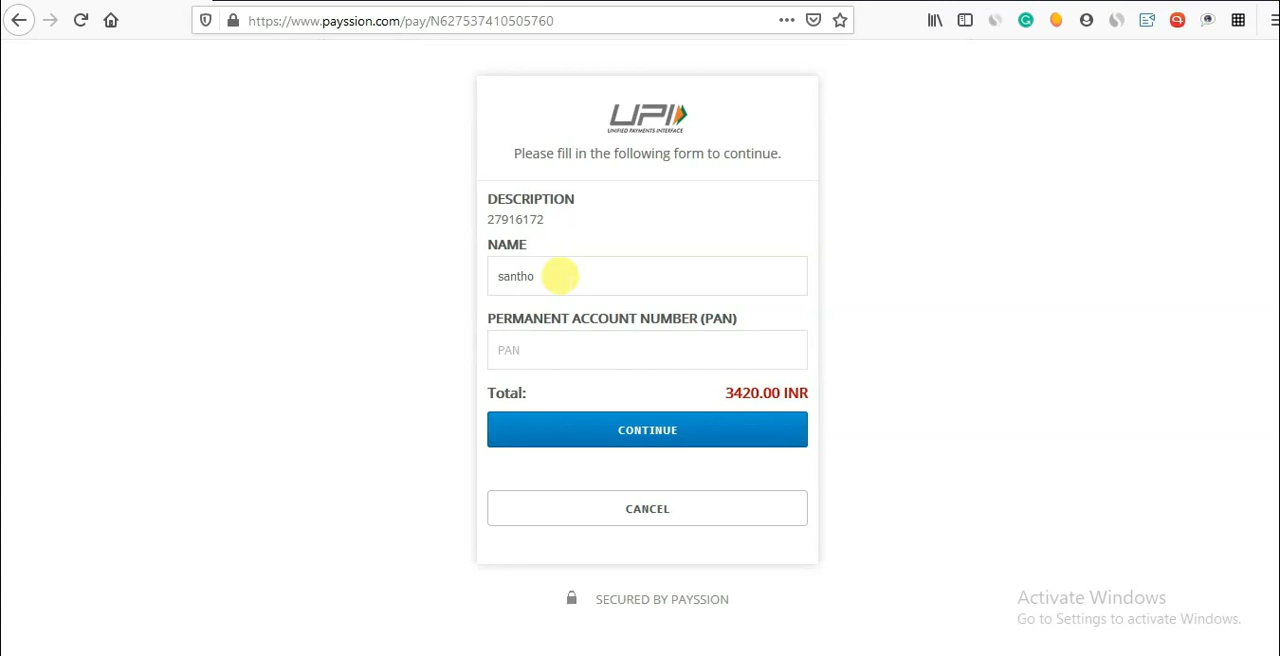 https://www.payssion.com/pay/N627537410505760
UPI
UNIFIED PAYMENTS INTERFACE
Please fill in the following form to continue.
DESCRIPTION
27916172
NAME
santho
PERMANENT ACCOUNT NUMBER (PAN)
PAN
Total: 3420.00 INR
CONTINUE
CANCEL
SECURED BY PAYSSION
Activate Windows
Go to Settings to activate Windows.